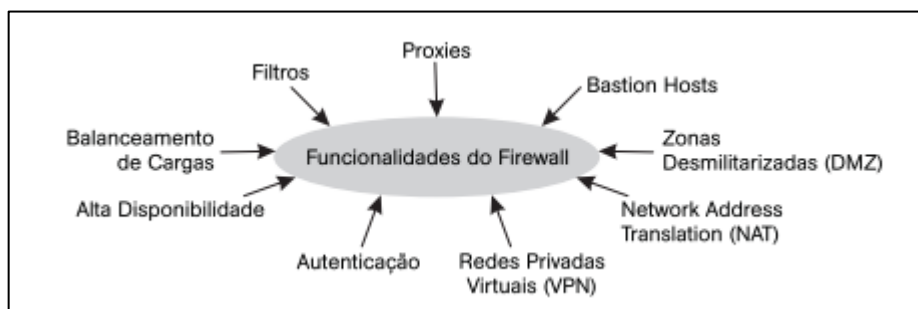 Proxies
Filtros
Bastion Hosts
Balanceamento
de Cargas
Funcionalidades do Firewall
Zonas
Desmilitarizadas (DMZ)
Alta Disponibilidade
Network Address
Translation (NAT)
Autenticação
Redes Privadas
Virtuais (VPN)